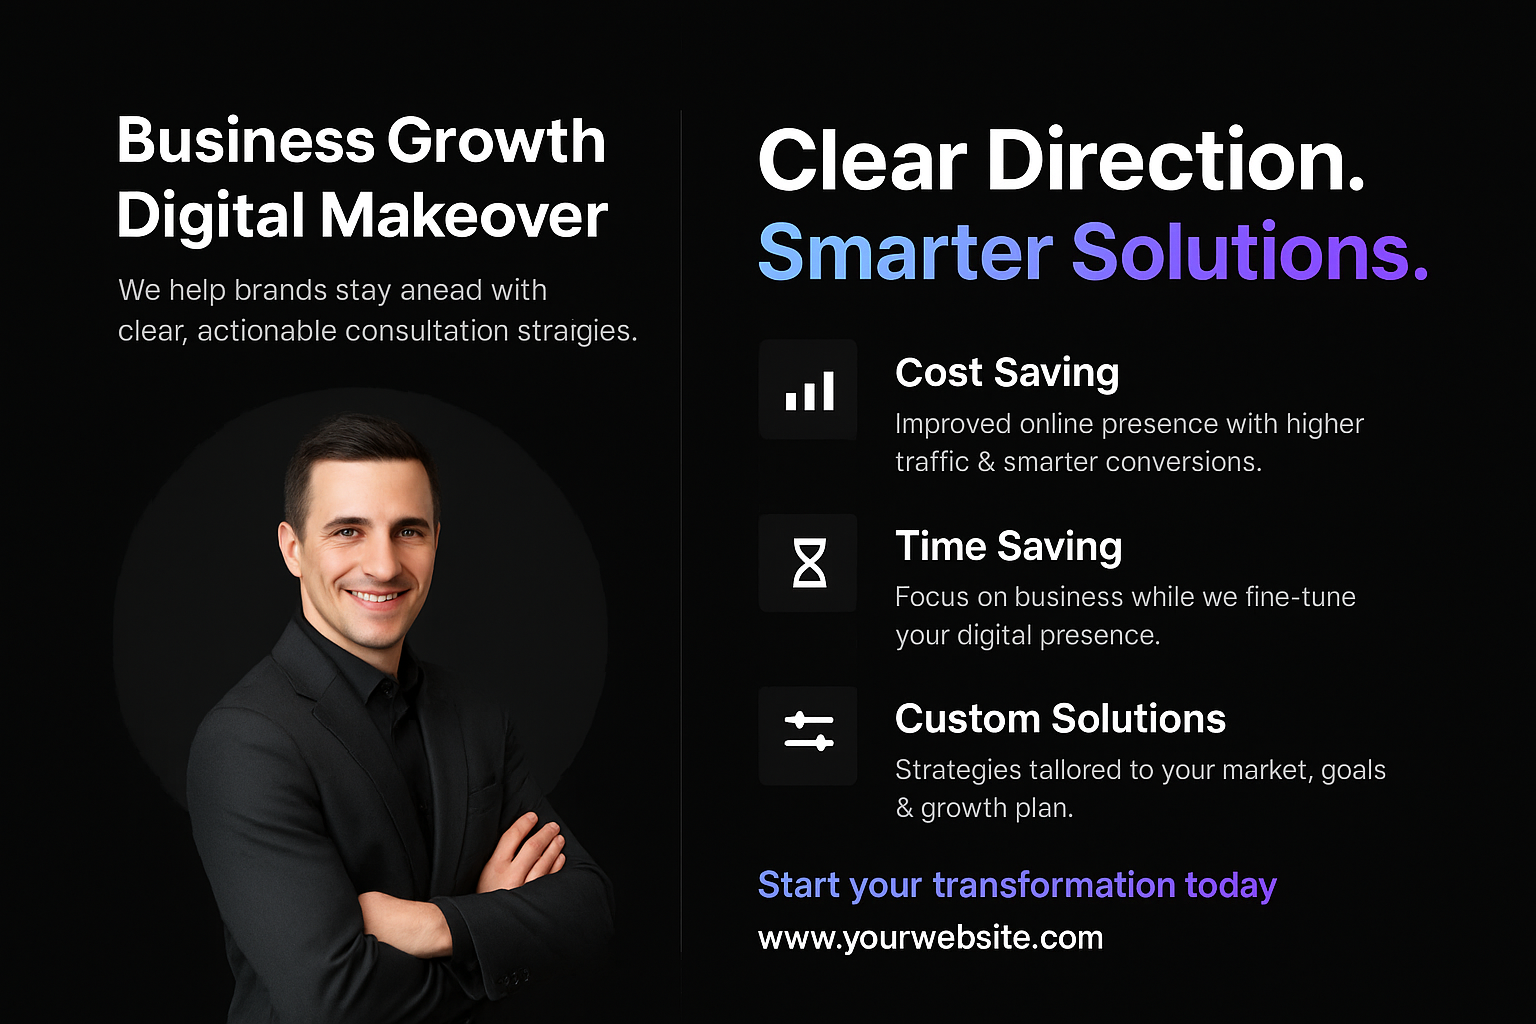 Business Growth
Digital Makeover
We help brands stay ahead with
clear, actionable consultation straigies.
Clear Direction.
Smarter Solutions.
Cost Saving
Improved online presence with higher
traffic & smarter conversions.
Time Saving
Focus on business while we fine-tune
your digital presence.
Custom Solutions
Strategies tailored to your market, goals
& growth plan.
Start your transformation today
www.yourwebsite.com